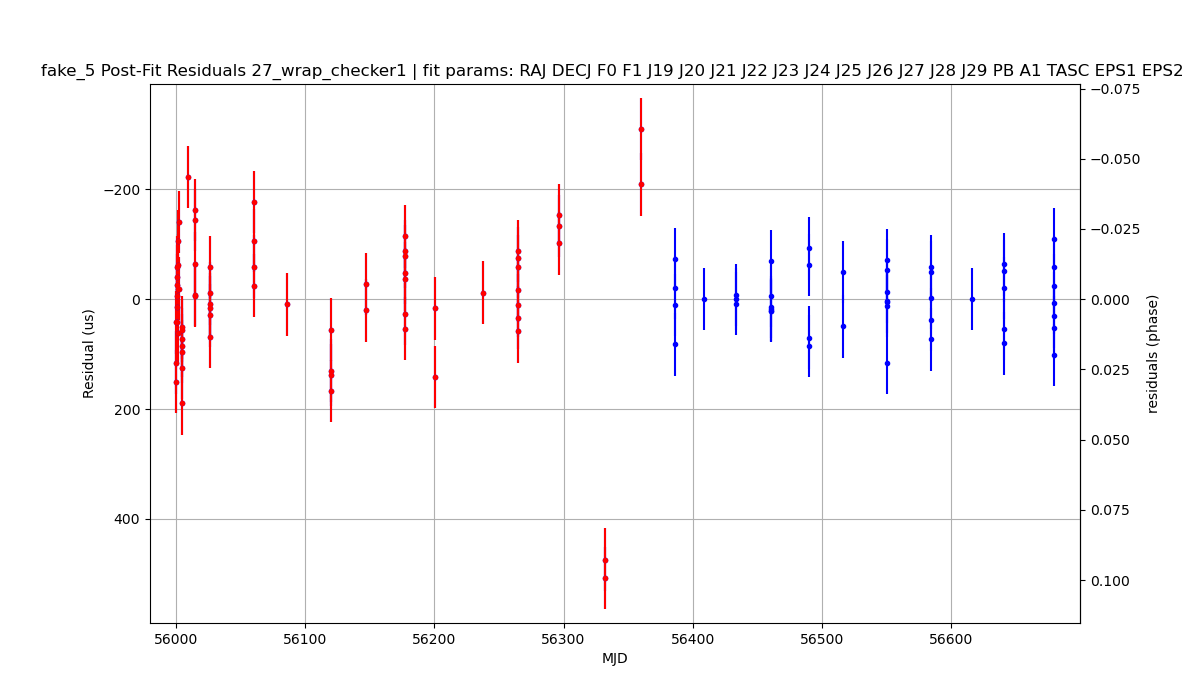 fake_5 Post-Fit Residuals 27_wrap_checker1 | fit params: RAJ DECJ F0 F1 J19 J20 J21 J22 J23 J24 J25 J26 J27 J28 J29 PB A1 TASC EPS1 EPS2
−200
0
200
400
Residual (us)
−0.075
−0.050
−0.025
0.000
0.025
0.050
0.075
0.100
residuals (phase)
56000 56100 56200 56300 56400 56500 56600
MJD